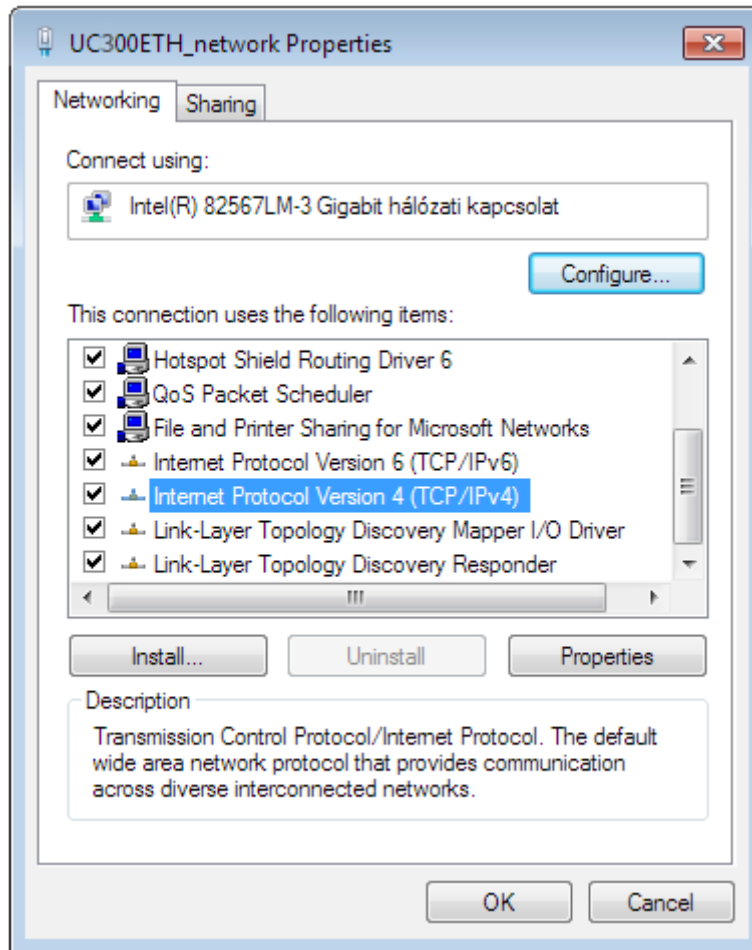 UC300ETH_network Properties
Networking
Sharing
Connect using:
Intel(R) 82567LM-3 Gigabit hálózati kapcsolat
Configure...
This connection uses the following items:
Hotspot Shield Routing Driver 6
QoS Packet Scheduler
File and Printer Sharing for Microsoft Networks
Internet Protocol Version 6 (TCP/IPv6)
Internet Protocol Version 4 (TCP/IPv4)
Link-Layer Topology Discovery Mapper I/O Driver
Link-Layer Topology Discovery Responder
Install...
Uninstall
Properties
Description
Transmission Control Protocol/Internet Protocol. The default
wide area network protocol that provides communication
across diverse interconnected networks.
OK
Cancel